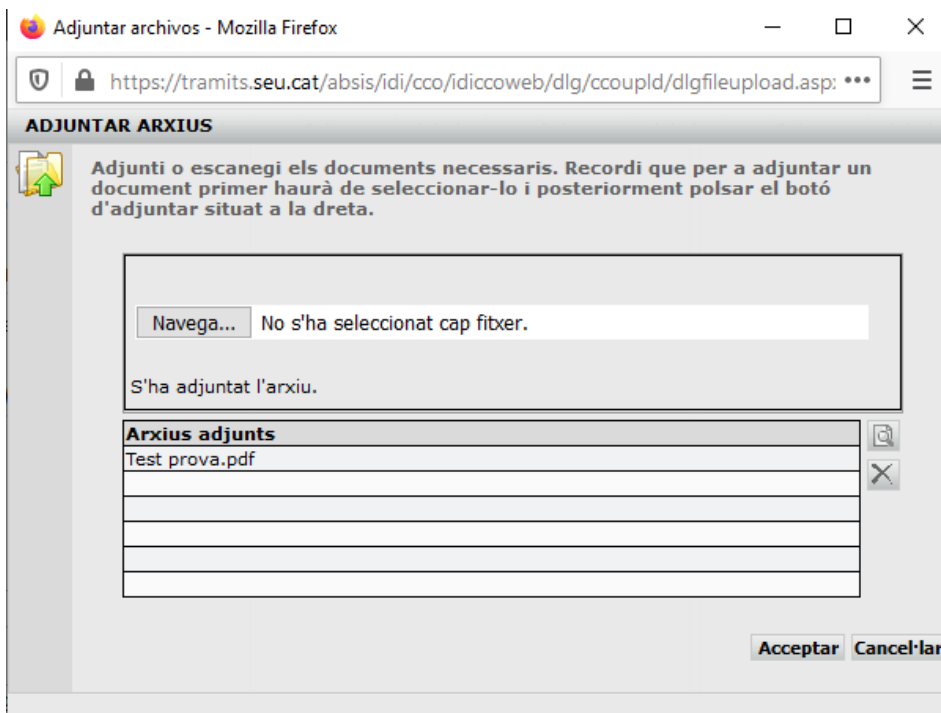 Adjuntar archivos - Mozilla Firefox
https://tramits.seu.cat/absis/idi/cco/idiccoweb/dlg/ccoupld/dlgfileupload.asp
ADJUNTAR ARXIUS
Adjunti o escanegi els documents necessaris. Recordi que per a adjuntar un
document primer haurà de seleccionar-lo i posteriorment polsar el botó
d'adjuntar situat a la dreta.
Navega... No s'ha seleccionat cap fitxer.
S'ha adjuntat l'arxiu.
Arxius adjunts
Test prova.pdf
Acceptar Cancel·lar